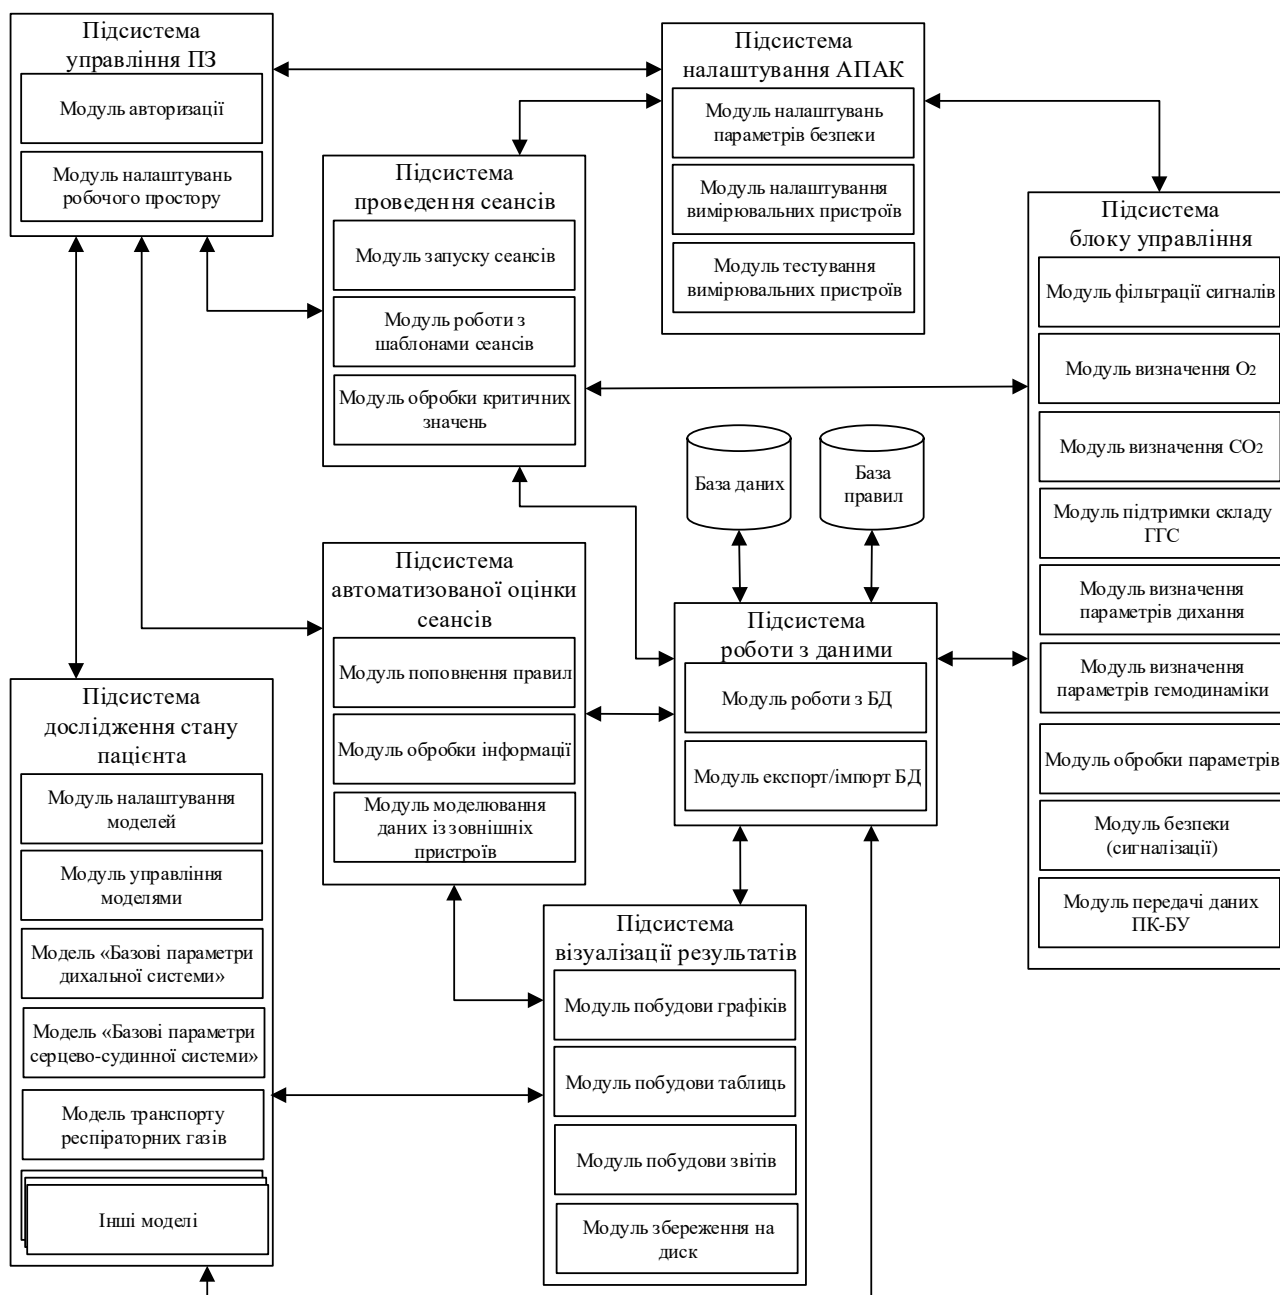 Підсистема
управління ПЗ
Модуль авторизації
Модуль налаштувань
робочого простору
Підсистема
налаштування АПАК
Модуль налаштувань
параметрів безпеки
Модуль налаштування
вимірювальних пристроїв
Модуль тестування
вимірювальних пристроїв
Підсистема
проведення сеансів
Модуль запуску сеансів
Модуль роботи з
шаблонами сеансів
Модуль обробки критичних
значень
Підсистема
блоку управління
Модуль фільтрації сигналів
Модуль визначення O2
Модуль визначення CO2
Модуль підтримки складу
ГГС
Модуль визначення
параметрів дихання
Модуль визначення
параметрів гемодинаміки
Модуль обробки параметрів
Модуль безпеки
(сигналізації)
Модуль передачі даних
ПК-БУ
База даних
База
правил
Підсистема
автоматизованої оцінки
сеансів
Модуль поповнення правил
Модуль обробки інформації
Модуль моделювання
даних із зовнішніх
пристроїв
Підсистема
роботи з даними
Модуль роботи з БД
Модуль експорт/імпорт БД
Підсистема
дослідження стану
пацієнта
Модуль налаштування
моделей
Модуль управління
моделями
Модель «Базові параметри
дихальної системи»
Модель «Базові параметри
серцево-судинної системи»
Модель транспорту
респіраторних газів
Інші моделі
Підсистема
візуалізації результатів
Модуль побудови графіків
Модуль побудови таблиць
Модуль побудови звітів
Модуль збереження на
диск